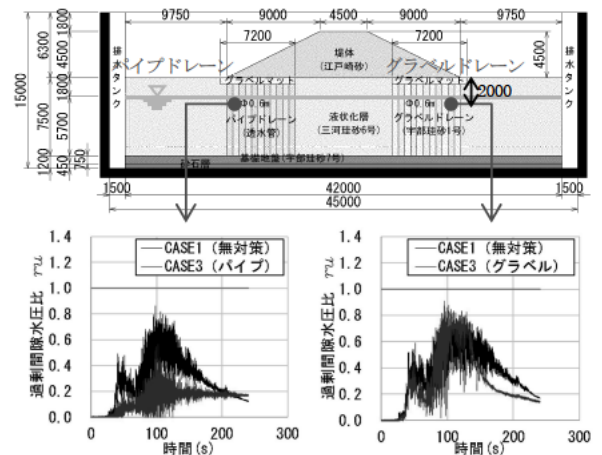 9750 9000 4500 9000 9750
7200 7200
15000
6300
1800
4500
7500
1800
5700
1200
450
750
4500
2000
排水タンク
排水タンク
堤体
(江戸崎砂)
パイプドレーン
グラベルドレーン
グラベルマット
グラベルマット
Φ0.6m
パイプドレーン
(透水管)
液状化層
(三河珪砂6号)
Φ0.6m
グラベルドレーン
(宇部珪砂1号)
基礎地盤(宇部珪砂7号)
砕石層
1500 42000 1500
45000
過剰間隙水圧比 ru
1.4
1.2
1.0
0.8
0.6
0.4
0.2
0.0
CASE1 (無対策)
CASE3 (パイプ)
0 100 200 300
時間(s)
過剰間隙水圧比 ru
1.4
1.2
1.0
0.8
0.6
0.4
0.2
0.0
CASE1 (無対策)
CASE3 (グラベル)
0 100 200 300
時間(s)